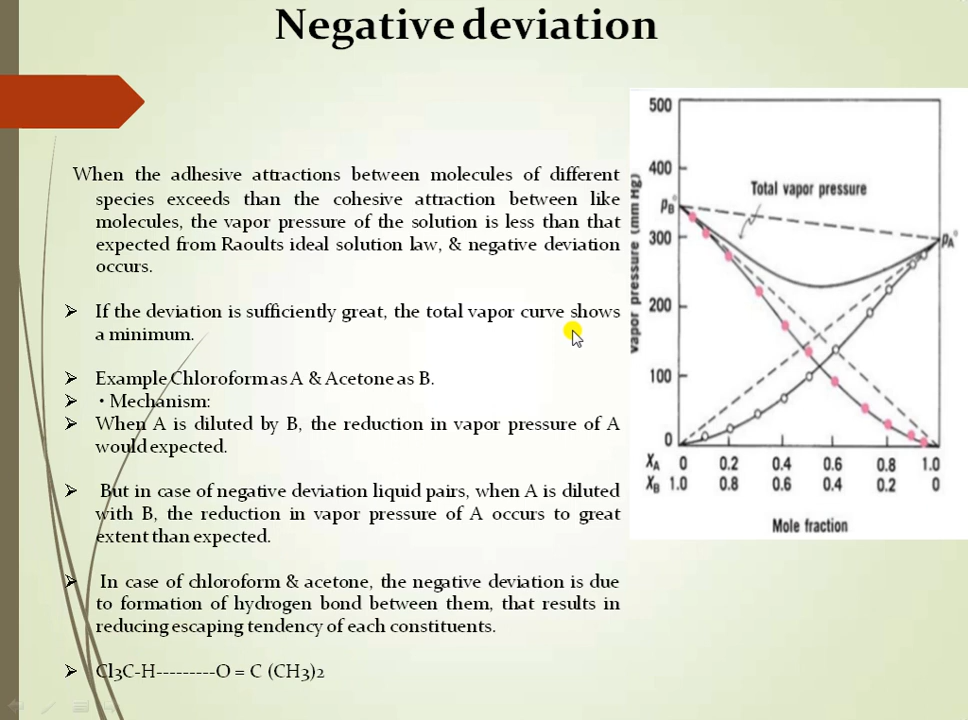 Negative deviation
When the adhesive attractions between molecules of different
species exceeds than the cohesive attraction between like
molecules, the vapor pressure of the solution is less than that
expected from Raoults ideal solution law, & negative deviation
occurs.
➢ If the deviation is sufficiently great, the total vapor curve shows
a minimum.
➢ Example Chloroform as A & Acetone as B.
➢ • Mechanism:
➢ When A is diluted by B, the reduction in vapor pressure of A
would expected.
➢ But in case of negative deviation liquid pairs, when A is diluted
with B, the reduction in vapor pressure of A occurs to great
extent than expected.
➢ In case of chloroform & acetone, the negative deviation is due
to formation of hydrogen bond between them, that results in
reducing escaping tendency of each constituents.
➢ Cl3C-H---------O = C (CH3)2
500
400
Total vapor pressure
PB°
300
PA°
200
100
0
vapor pressure (mm Hg)
XA 0 0.2 0.4 0.6 0.8 1.0
XB 1.0 0.8 0.6 0.4 0.2 0
Mole fraction